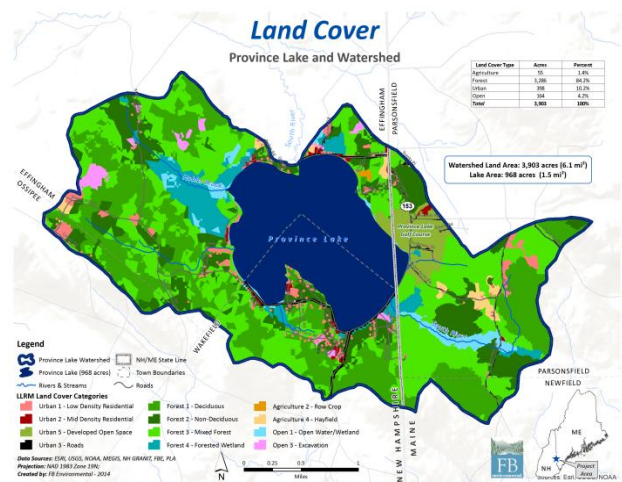 Land Cover
Province Lake and Watershed
Land Cover Type Acres Percent
Agriculture 55 1.4%
Forest 3,286 84.2%
Urban 398 10.2%
Open 164 4.2%
Total 3,903 100%
Watershed Land Area: 3,903 acres (6.1 mi²)
Lake Area: 968 acres (1.5 mi²)
EFFINGHAM
PARSONSFIELD
South River
EFFINGHAM
OSSIPEE
153
Province Lake
Golf Course
Province Lake
WAKEFIELD
PARSONSFIELD
NEWFIELD
NEW HAMPSHIRE
MAINE
Legend
Province Lake Watershed
NH/ME State Line
Province Lake (968 acres)
Town Boundaries
Rivers & Streams
Roads
LLRM Land Cover Categories
Urban 1 - Low Density Residential
Forest 1 - Deciduous
Agriculture 2 - Row Crop
Urban 2 - Mid Density Residential
Forest 2 - Non-Deciduous
Agriculture 4 - Hayfield
Urban 5 - Developed Open Space
Forest 3 - Mixed Forest
Open 1 - Open Water/Wetland
Urban 3 - Roads
Forest 4 - Forested Wetland
Open 3 - Excavation
Data Sources: ESRI, USGS, NOAA, MEGIS, NH GRANIT, FBE, PLA
Projection: NAD 1983 Zone 19N;
Created by: FB Environmental - 2014
N
0 0.25 0.5 1
Miles
FB
ME
NH
Project
Area